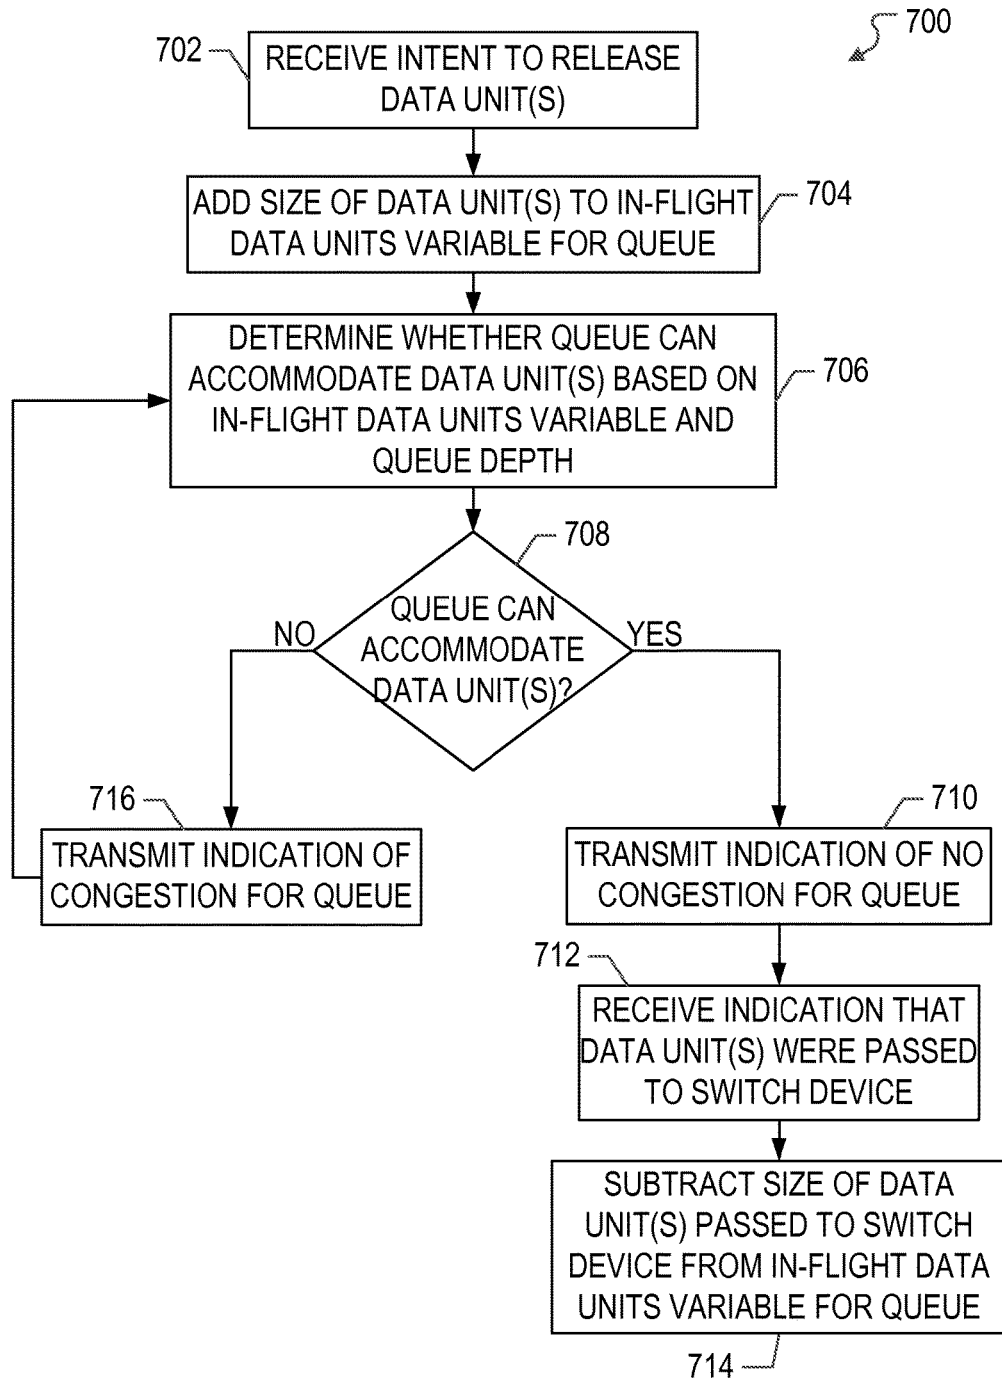 700
702
RECEIVE INTENT TO RELEASE
DATA UNIT(S)
704
ADD SIZE OF DATA UNIT(S) TO IN-FLIGHT
DATA UNITS VARIABLE FOR QUEUE
706
DETERMINE WHETHER QUEUE CAN
ACCOMMODATE DATA UNIT(S) BASED ON
IN-FLIGHT DATA UNITS VARIABLE AND
QUEUE DEPTH
708
QUEUE CAN
ACCOMMODATE
DATA UNIT(S)?
NO
YES
716
TRANSMIT INDICATION OF
CONGESTION FOR QUEUE
710
TRANSMIT INDICATION OF NO
CONGESTION FOR QUEUE
712
RECEIVE INDICATION THAT
DATA UNIT(S) WERE PASSED
TO SWITCH DEVICE
SUBTRACT SIZE OF DATA
UNIT(S) PASSED TO SWITCH
DEVICE FROM IN-FLIGHT DATA
UNITS VARIABLE FOR QUEUE
714